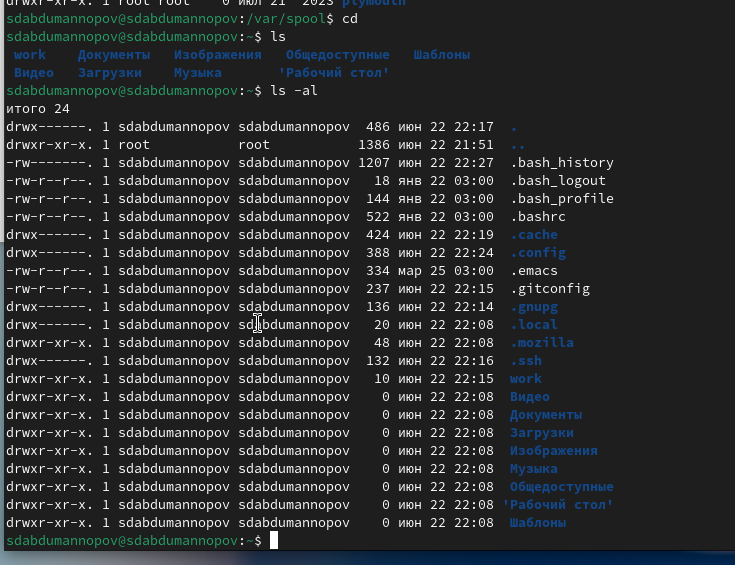 drwxr-xr-x. 1 root root    0 июл 21  2023 plymouth
sdabdumannopov@sdabdumannopov:/var/spool$ cd
sdabdumannopov@sdabdumannopov:~$ ls
work    Документы   Изображения   Общедоступные   Шаблоны
Видео   Загрузки    Музыка       'Рабочий стол'
sdabdumannopov@sdabdumannopov:~$ ls -al
итого 24
drwx------. 1 sdabdumannopov sdabdumannopov  486 июн 22 22:17  .
drwxr-xr-x. 1 root           root           1386 июн 22 21:51  ..
-rw-------. 1 sdabdumannopov sdabdumannopov 1207 июн 22 22:27  .bash_history
-rw-r--r--. 1 sdabdumannopov sdabdumannopov   18 янв 22 03:00  .bash_logout
-rw-r--r--. 1 sdabdumannopov sdabdumannopov  144 янв 22 03:00  .bash_profile
-rw-r--r--. 1 sdabdumannopov sdabdumannopov  522 янв 22 03:00  .bashrc
drwx------. 1 sdabdumannopov sdabdumannopov  424 июн 22 22:19  .cache
drwx------. 1 sdabdumannopov sdabdumannopov  388 июн 22 22:24  .config
-rw-r--r--. 1 sdabdumannopov sdabdumannopov  334 мар 25 03:00  .emacs
-rw-r--r--. 1 sdabdumannopov sdabdumannopov  237 июн 22 22:15  .gitconfig
drwx------. 1 sdabdumannopov sdabdumannopov  136 июн 22 22:14  .gnupg
drwx------. 1 sdabdumannopov sdabdumannopov   20 июн 22 22:08  .local
drwxr-xr-x. 1 sdabdumannopov sdabdumannopov   48 июн 22 22:08  .mozilla
drwx------. 1 sdabdumannopov sdabdumannopov  132 июн 22 22:16  .ssh
drwxr-xr-x. 1 sdabdumannopov sdabdumannopov   10 июн 22 22:15  work
drwxr-xr-x. 1 sdabdumannopov sdabdumannopov    0 июн 22 22:08  Видео
drwxr-xr-x. 1 sdabdumannopov sdabdumannopov    0 июн 22 22:08  Документы
drwxr-xr-x. 1 sdabdumannopov sdabdumannopov    0 июн 22 22:08  Загрузки
drwxr-xr-x. 1 sdabdumannopov sdabdumannopov    0 июн 22 22:08  Изображения
drwxr-xr-x. 1 sdabdumannopov sdabdumannopov    0 июн 22 22:08  Музыка
drwxr-xr-x. 1 sdabdumannopov sdabdumannopov    0 июн 22 22:08  Общедоступные
drwxr-xr-x. 1 sdabdumannopov sdabdumannopov    0 июн 22 22:08 'Рабочий стол'
drwxr-xr-x. 1 sdabdumannopov sdabdumannopov    0 июн 22 22:08  Шаблоны
sdabdumannopov@sdabdumannopov:~$